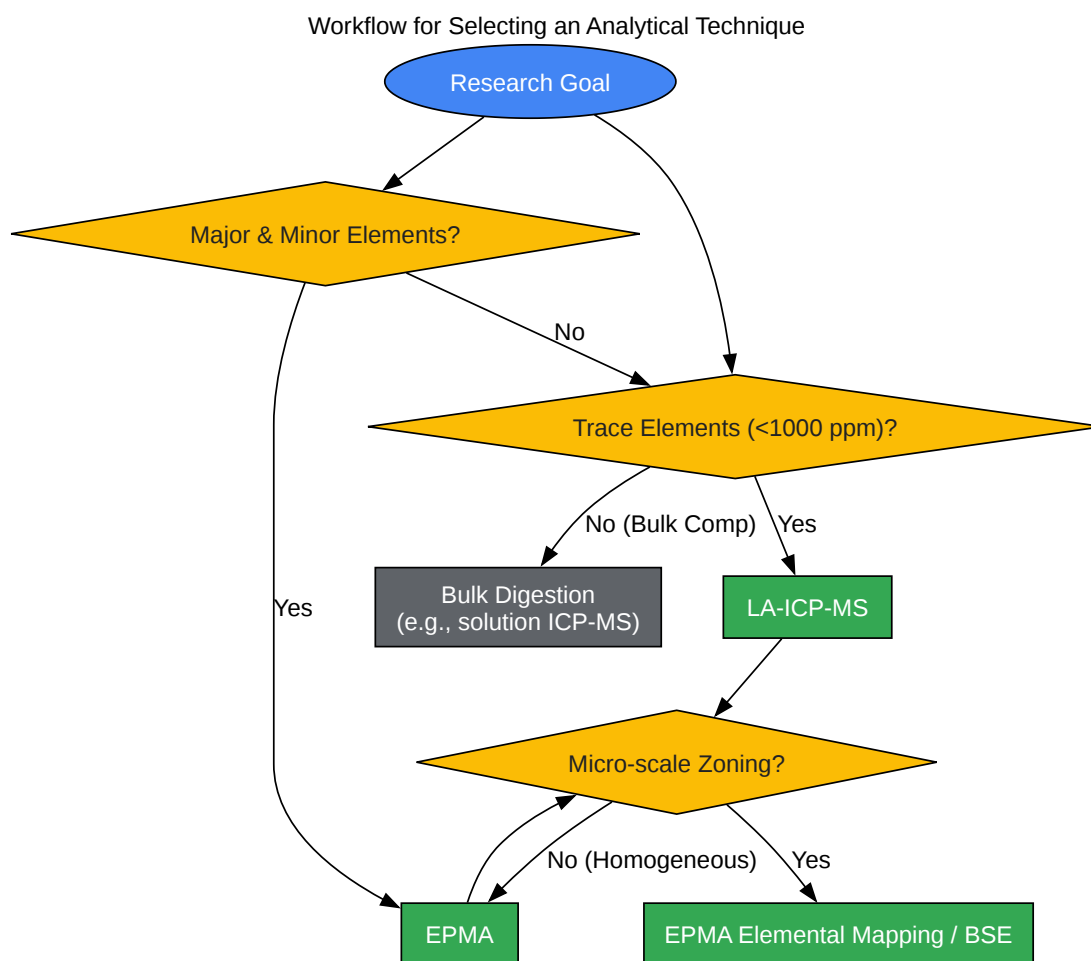 Workflow for Selecting an Analytical Technique
Research Goal
Major & Minor Elements?
No
Trace Elements (<1000 ppm)?
No (Bulk Comp)
Yes
Bulk Digestion
(e.g., solution ICP-MS)
LA-ICP-MS
Yes
Micro-scale Zoning?
No (Homogeneous)
Yes
EPMA
EPMA Elemental Mapping / BSE